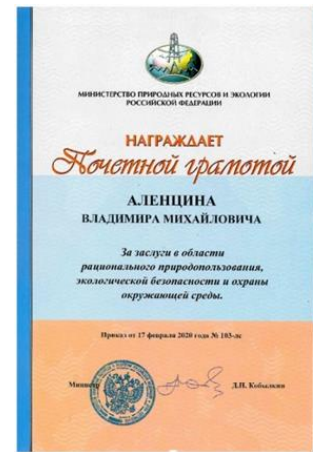 МИНИСТЕРСТВО ПРИРОДНЫХ РЕСУРСОВ И ЭКОЛОГИИ
РОССИЙСКОЙ ФЕДЕРАЦИИ
НАГРАЖДАЕТ
Почетной грамотой
АЛЕНЦИНА
ВЛАДИМИРА МИХАЙЛОВИЧА
За заслуги в области
рационального природопользования,
экологической безопасности и охраны
окружающей среды.
Приказ от 17 февраля 2020 года № 103-лс
Министр
Д.Н. Кобылкин